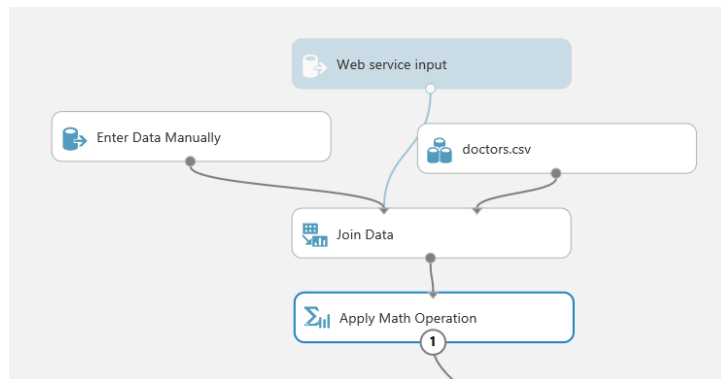 Web service input
Enter Data Manually
doctors.csv
Join Data
Apply Math Operation
1